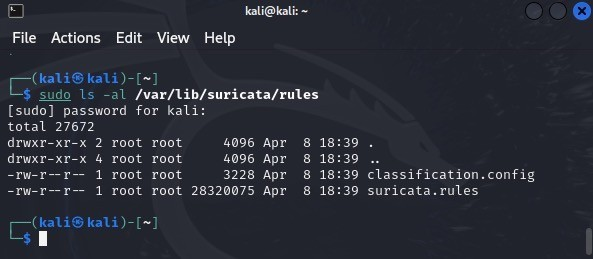 kali@kali: ~
File Actions Edit View Help
┌──(kali㉿kali)-[~]
└─$ sudo ls -al /var/lib/suricata/rules
[sudo] password for kali:
total 27672
drwxr-xr-x 2 root root     4096 Apr  8 18:39 .
drwxr-xr-x 4 root root     4096 Apr  8 18:39 ..
-rw-r--r-- 1 root root     3228 Apr  8 18:39 classification.config
-rw-r--r-- 1 root root 28320075 Apr  8 18:39 suricata.rules
┌──(kali㉿kali)-[~]
└─$